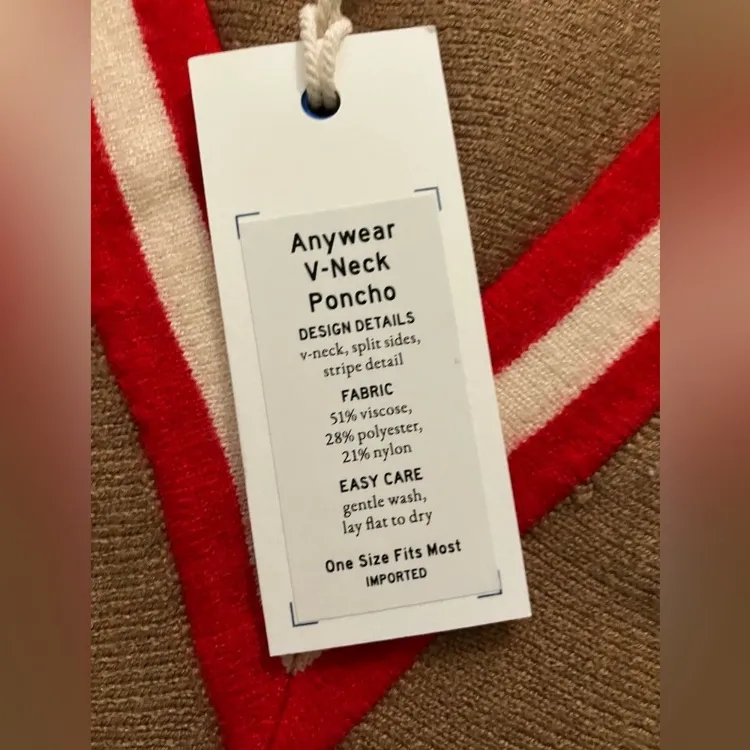 Anywear
V-Neck
Poncho
DESIGN DETAILS
v-neck, split sides,
stripe detail
FABRIC
51% viscose,
28% polyester,
21% nylon
EASY CARE
gentle wash,
lay flat to dry
One Size Fits Most
IMPORTED